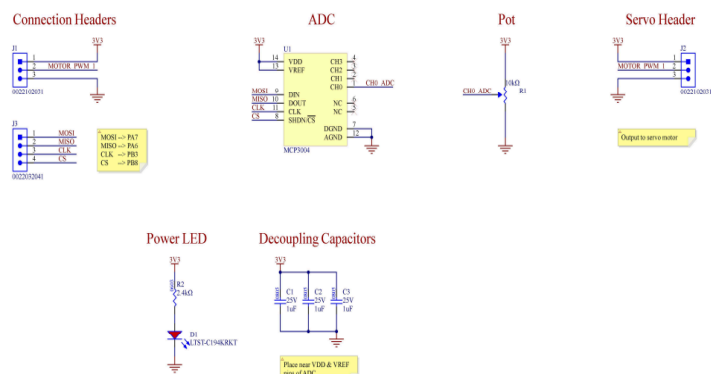 Connection Headers
ADC
Pot
Servo Header
J1
3V3
1
2
MOTOR_PWM_1
3
0022102031
J3
1
MOSI
2
MISO
3
CLK
4
CS
0022032041
MOSI --> PA7
MISO --> PA6
CLK --> PB3
CS --> PB8
3V3
U1
14
VDD
13
VREF
CH3
4
CH2
CH1
CH0
1
CH0_ADC
MOSI
9
DIN
MISO
10
DOUT
CLK
11
CLK
CS
8
SHDN/CS
NC
6
NC
DGND
7
AGND
12
MCP3004
3V3
10kΩ
CH0_ADC
R1
3V3
J2
1
MOTOR_PWM_1
2
3
0022102031
Output to servo motor
Power LED
3V3
R2
2.4kΩ
D1
LTST-C194KRKT
Decoupling Capacitors
3V3
C1
25V
1uF
C2
25V
1uF
C3
25V
1uF
Place near VDD & VREF
pins of ADC